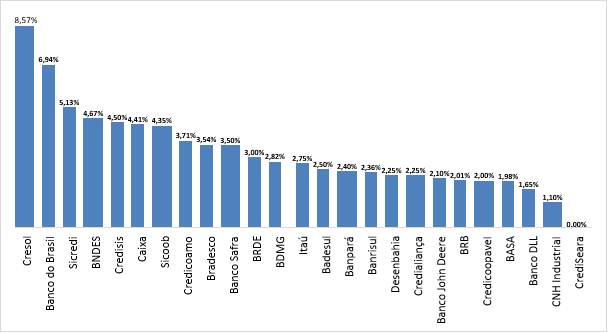 8,57%
6,94%
5,13%
4,67%
4,50%
4,41%
4,35%
3,71%
3,54%
3,50%
3,00%
2,82%
2,75%
2,50%
2,40%
2,36%
2,25%
2,25%
2,10%
2,01%
2,00%
1,98%
1,65%
1,10%
0,00%
Cresol
Banco do Brasil
Sicredi
BNDES
Credisis
Caixa
Sicoob
Credicoamo
Bradesco
Banco Safra
BRDE
BDMG
Itaú
Badesul
Banpará
Banrisul
Desenbahia
Credialiança
Banco John Deere
BRB
Credicoopavel
BASA
Banco DLL
CNH Industrial
CrediSeara